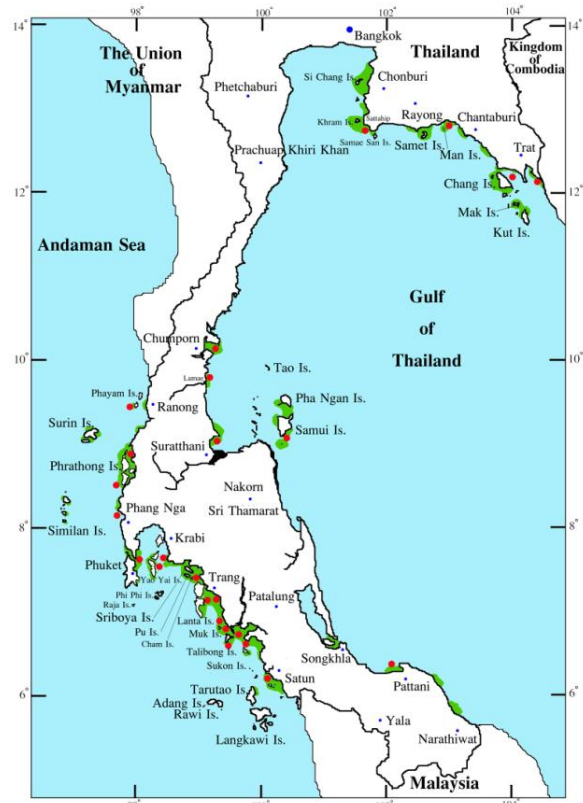 98°
100°
102°
104°
14°
14°
Bangkok
The Union
of
Myanmar
Thailand
Kingdom
of
Combodia
Si Chang Is.
Chonburi
Phetchaburi
Rayong
Chantaburi
Khram Is.
Sattahip
Samae San Is.
Samet Is.
Man Is.
Trat
Prachuap
Khiri Khan
12°
12°
Chang Is.
Mak Is.
Kut Is.
Andaman Sea
Gulf
of
Thailand
10°
10°
Chumporn
Lamae
Tao Is.
Phayam Is.
Ranong
Pha Ngan Is.
Surin Is.
Samui Is.
Suratthani
Phrathong Is.
Nakorn
Sri Thamarat
Phang Nga
Similan Is.
8°
8°
Krabi
Phuket
Yao Yai Is.
Trang
Phi Phi Is.
Raja Is.
Patalung
Sriboya Is.
Lanta Is.
Pu Is.
Muk Is.
Cham Is.
Talibong Is.
Songkhla
Sukon Is.
Satun
Pattani
Tarutao Is.
Adang Is.
Rawi Is.
Yala
Langkawi Is.
Narathiwat
6°
6°
Malaysia
98°
100°
102°
104°